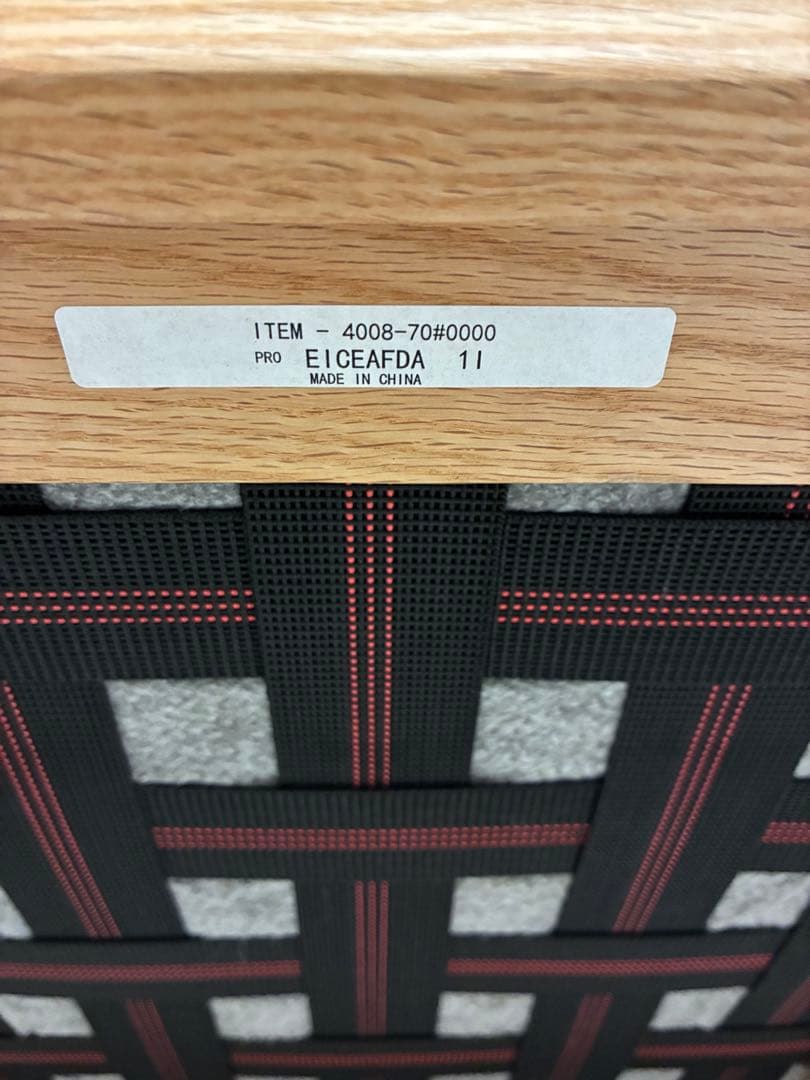 ITEM - 4008-70#0000
PRO EICEAFDA 1I
MADE IN CHINA